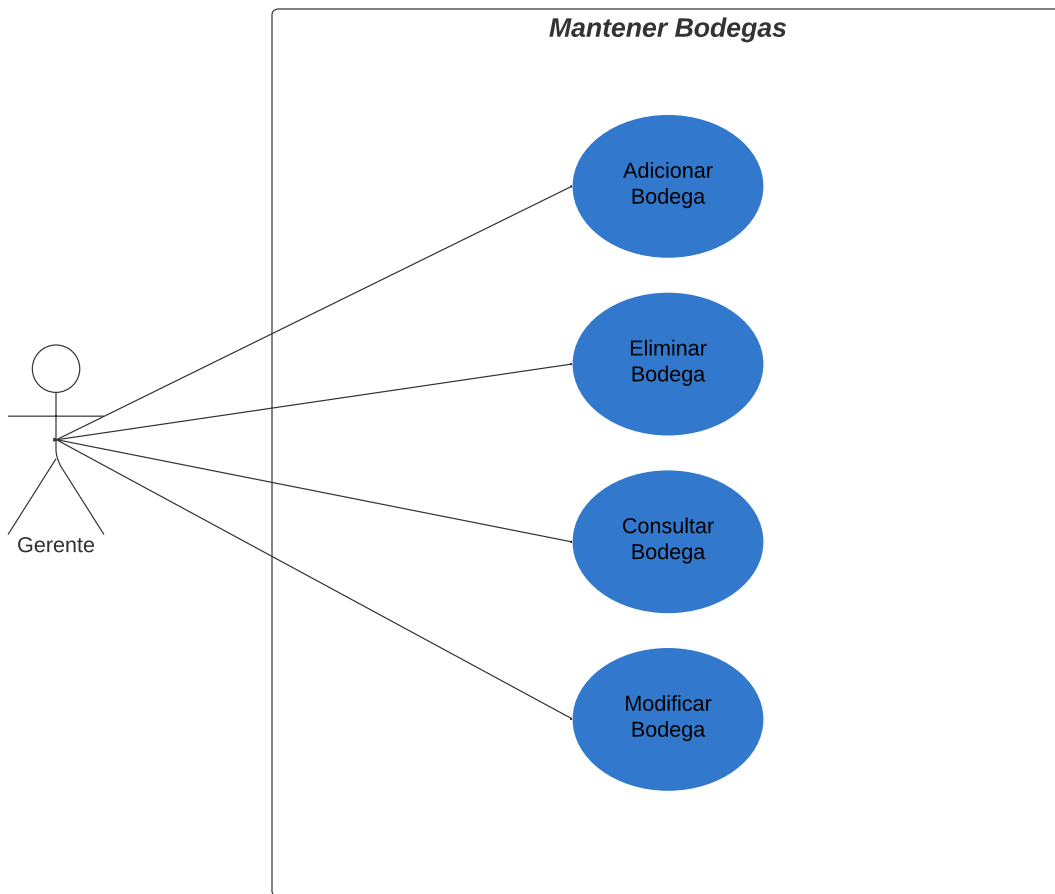 Mantener Bodegas
Adicionar
Bodega
Eliminar
Bodega
Consultar
Bodega
Gerente
Modificar
Bodega